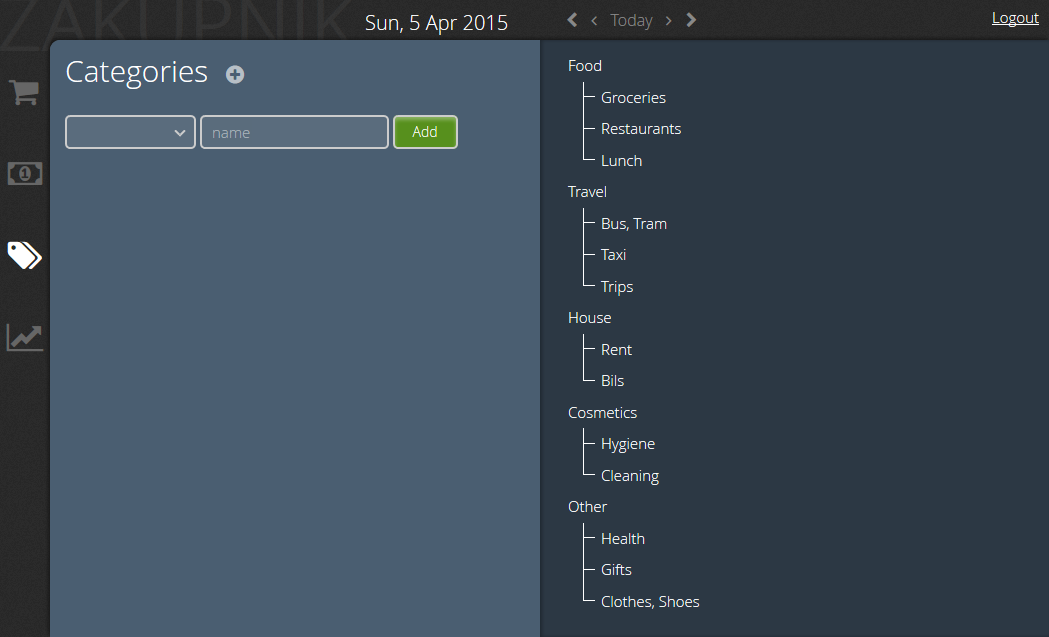 ZAKUPNIK
Sun, 5 Apr 2015
Today
Logout
Categories
name
Add
1
Food
Groceries
Restaurants
Lunch
Travel
Bus, Tram
Taxi
Trips
House
Rent
Bils
Cosmetics
Hygiene
Cleaning
Other
Health
Gifts
Clothes, Shoes